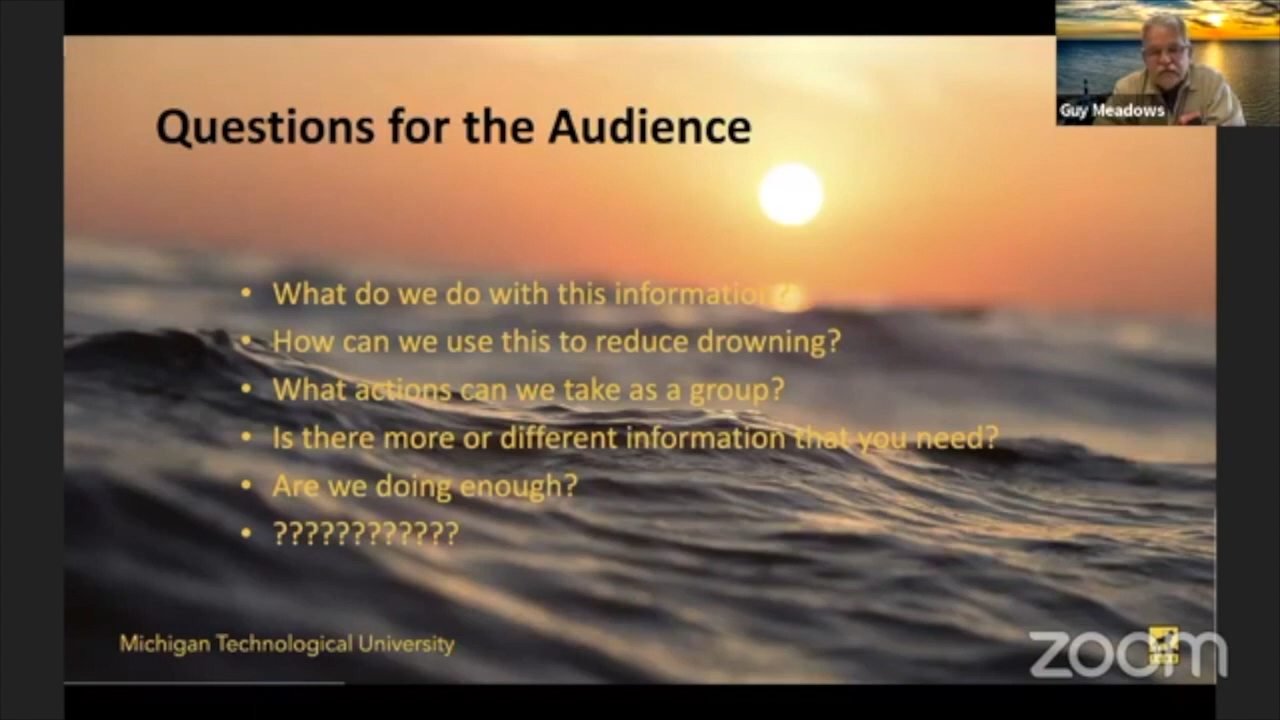 Guy Meadows
Questions for the Audience
• What do we do with this information?
• How can we use this to reduce drowning?
• What actions can we take as a group?
• Is there more or different information that you need?
• Are we doing enough?
• ????????????
Michigan Technological University
zoom